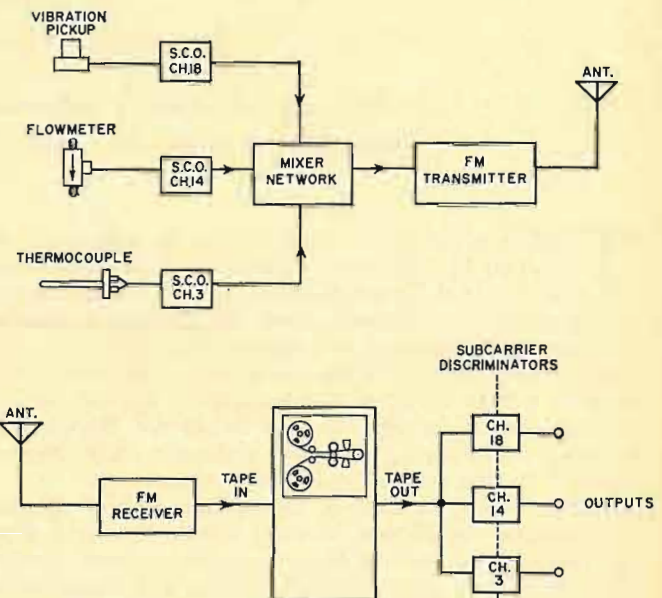 VIBRATION
PICKUP
S.C.O.
CH.18
ANT.
FLOWMETER
S.C.O.
CH.14
MIXER
NETWORK
FM
TRANSMITTER
THERMOCOUPLE
S.C.O.
CH.3
SUBCARRIER
DISCRIMINATORS
ANT.
FM
RECEIVER
TAPE
IN
TAPE
OUT
CH.
18
CH.
14
OUTPUTS
CH.
3